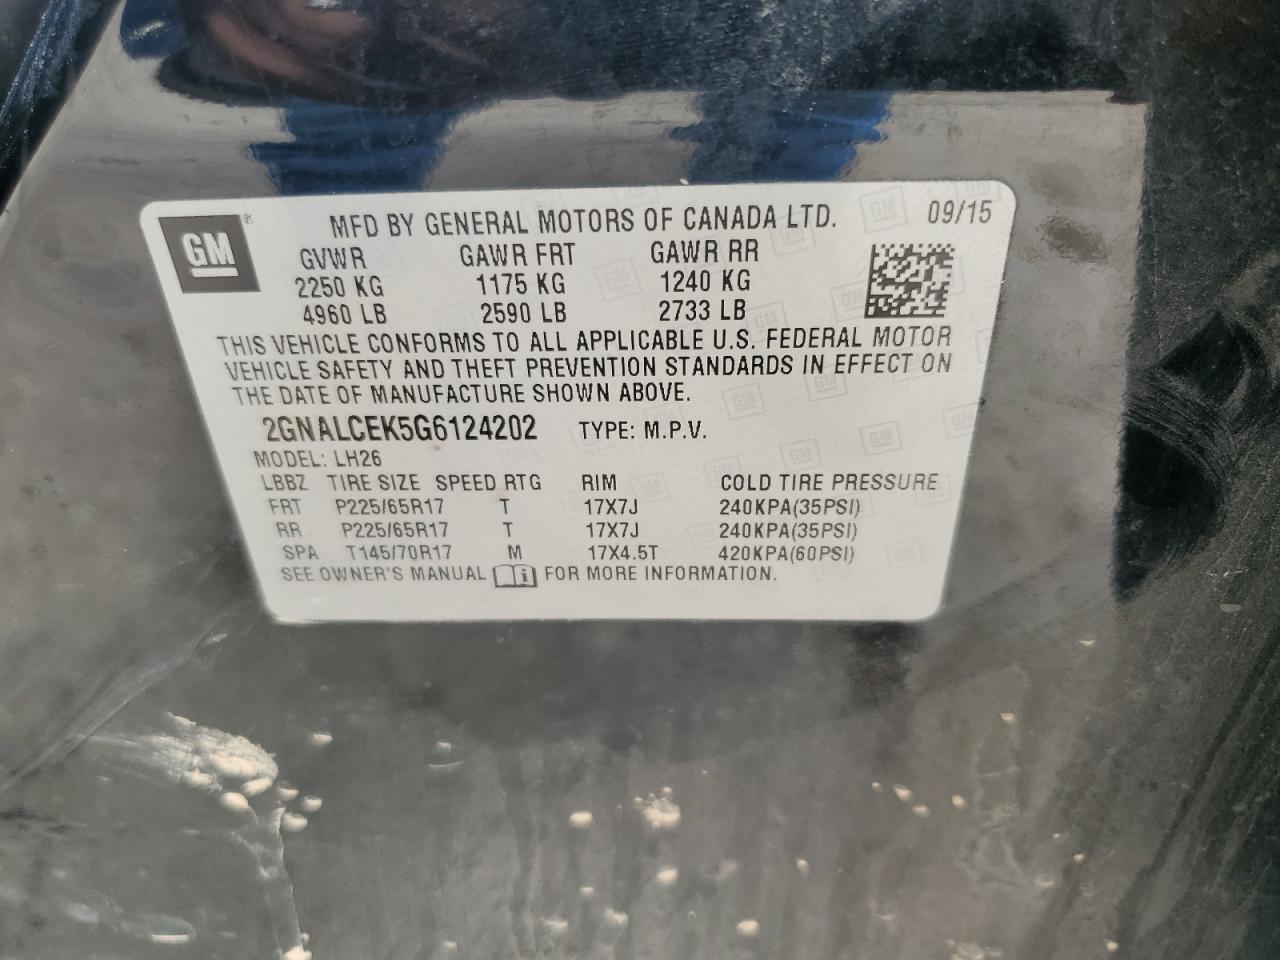 GM
MFD BY GENERAL MOTORS OF CANADA LTD. 09/15
GVWR GAWR FRT GAWR RR
2250 KG 1175 KG 1240 KG
4960 LB 2590 LB 2733 LB
THIS VEHICLE CONFORMS TO ALL APPLICABLE U.S. FEDERAL MOTOR
VEHICLE SAFETY AND THEFT PREVENTION STANDARDS IN EFFECT ON
THE DATE OF MANUFACTURE SHOWN ABOVE.
2GNALCEK5G6124202 TYPE: M.P.V.
MODEL: LH26
LBBZ TIRE SIZE SPEED RTG RIM COLD TIRE PRESSURE
FRT P225/65R17 T 17X7J 240KPA(35PSI)
RR P225/65R17 T 17X7J 240KPA(35PSI)
SPA T145/70R17 M 17X4.5T 420KPA(60PSI)
SEE OWNER'S MANUAL i FOR MORE INFORMATION.